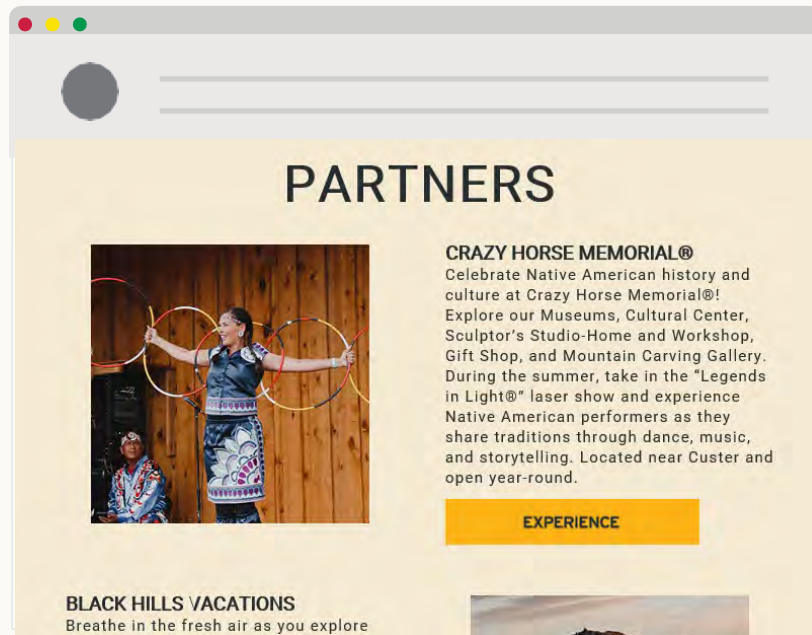 PARTNERS
CRAZY HORSE MEMORIAL®
Celebrate Native American history and
culture at Crazy Horse Memorial®!
Explore our Museums, Cultural Center,
Sculptor's Studio-Home and Workshop,
Gift Shop, and Mountain Carving Gallery.
During the summer, take in the “Legends
in Light®” laser show and experience
Native American performers as they
share traditions through dance, music,
and storytelling. Located near Custer and
open year-round.
EXPERIENCE
BLACK HILLS VACATIONS
Breathe in the fresh air as you explore